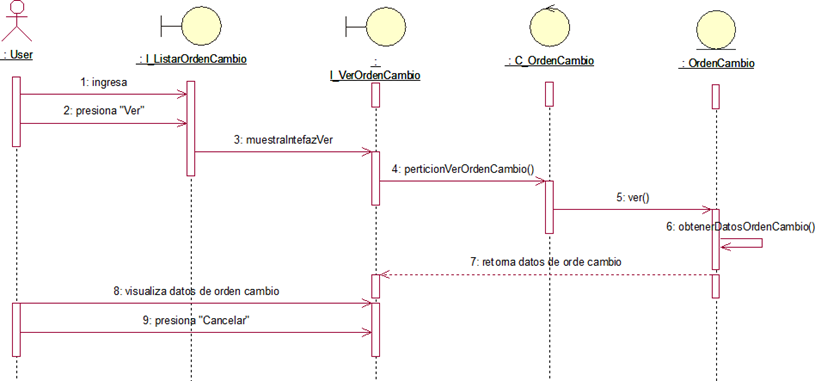 : User
: I_ListarOrdenCambio
:
I_VerOrdenCambio
: C_OrdenCambio
: OrdenCambio
1: ingresa
2: presiona "Ver"
3: muestraIntefazVer
4: perticionVerOrdenCambio()
5: ver()
6: obtenerDatosOrdenCambio()
7: retorna datos de orde cambio
8: visualiza datos de orden cambio
9: presiona "Cancelar"